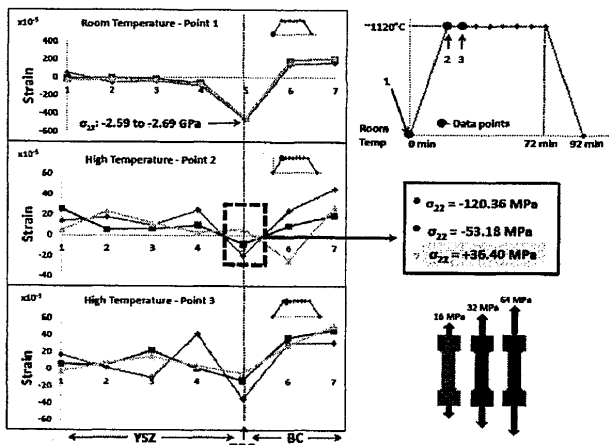 x10⁻⁵
Room Temperature - Point 1
400
200
0
-200
-400
-600
Strain
1 2 3 4 5 6 7
σ₂₂: -2.59 to -2.69 GPa
x10⁻⁵
High Temperature - Point 2
60
40
20
0
-20
-40
Strain
1 2 3 4 6 7
x10⁻⁵
High Temperature - Point 3
60
40
20
0
-20
-40
-60
Strain
1 2 3 4 6 7
YSZ
BC
~1120°C
2 3
1
Data points
Room
Temp
0 min
72 min
92 min
σ₂₂ = -120.36 MPa
σ₂₂ = -53.18 MPa
σ₂₂ = +36.40 MPa
16 MPa
32 MPa
64 MPa